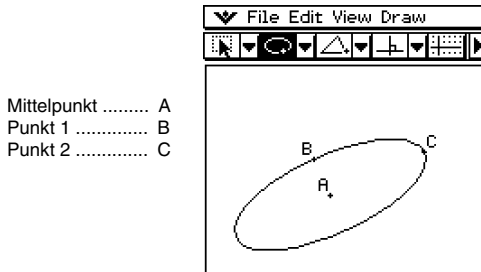 File Edit View Draw
Mittelpunkt ......... A
Punkt 1 .............. B
Punkt 2 .............. C
B
C
A